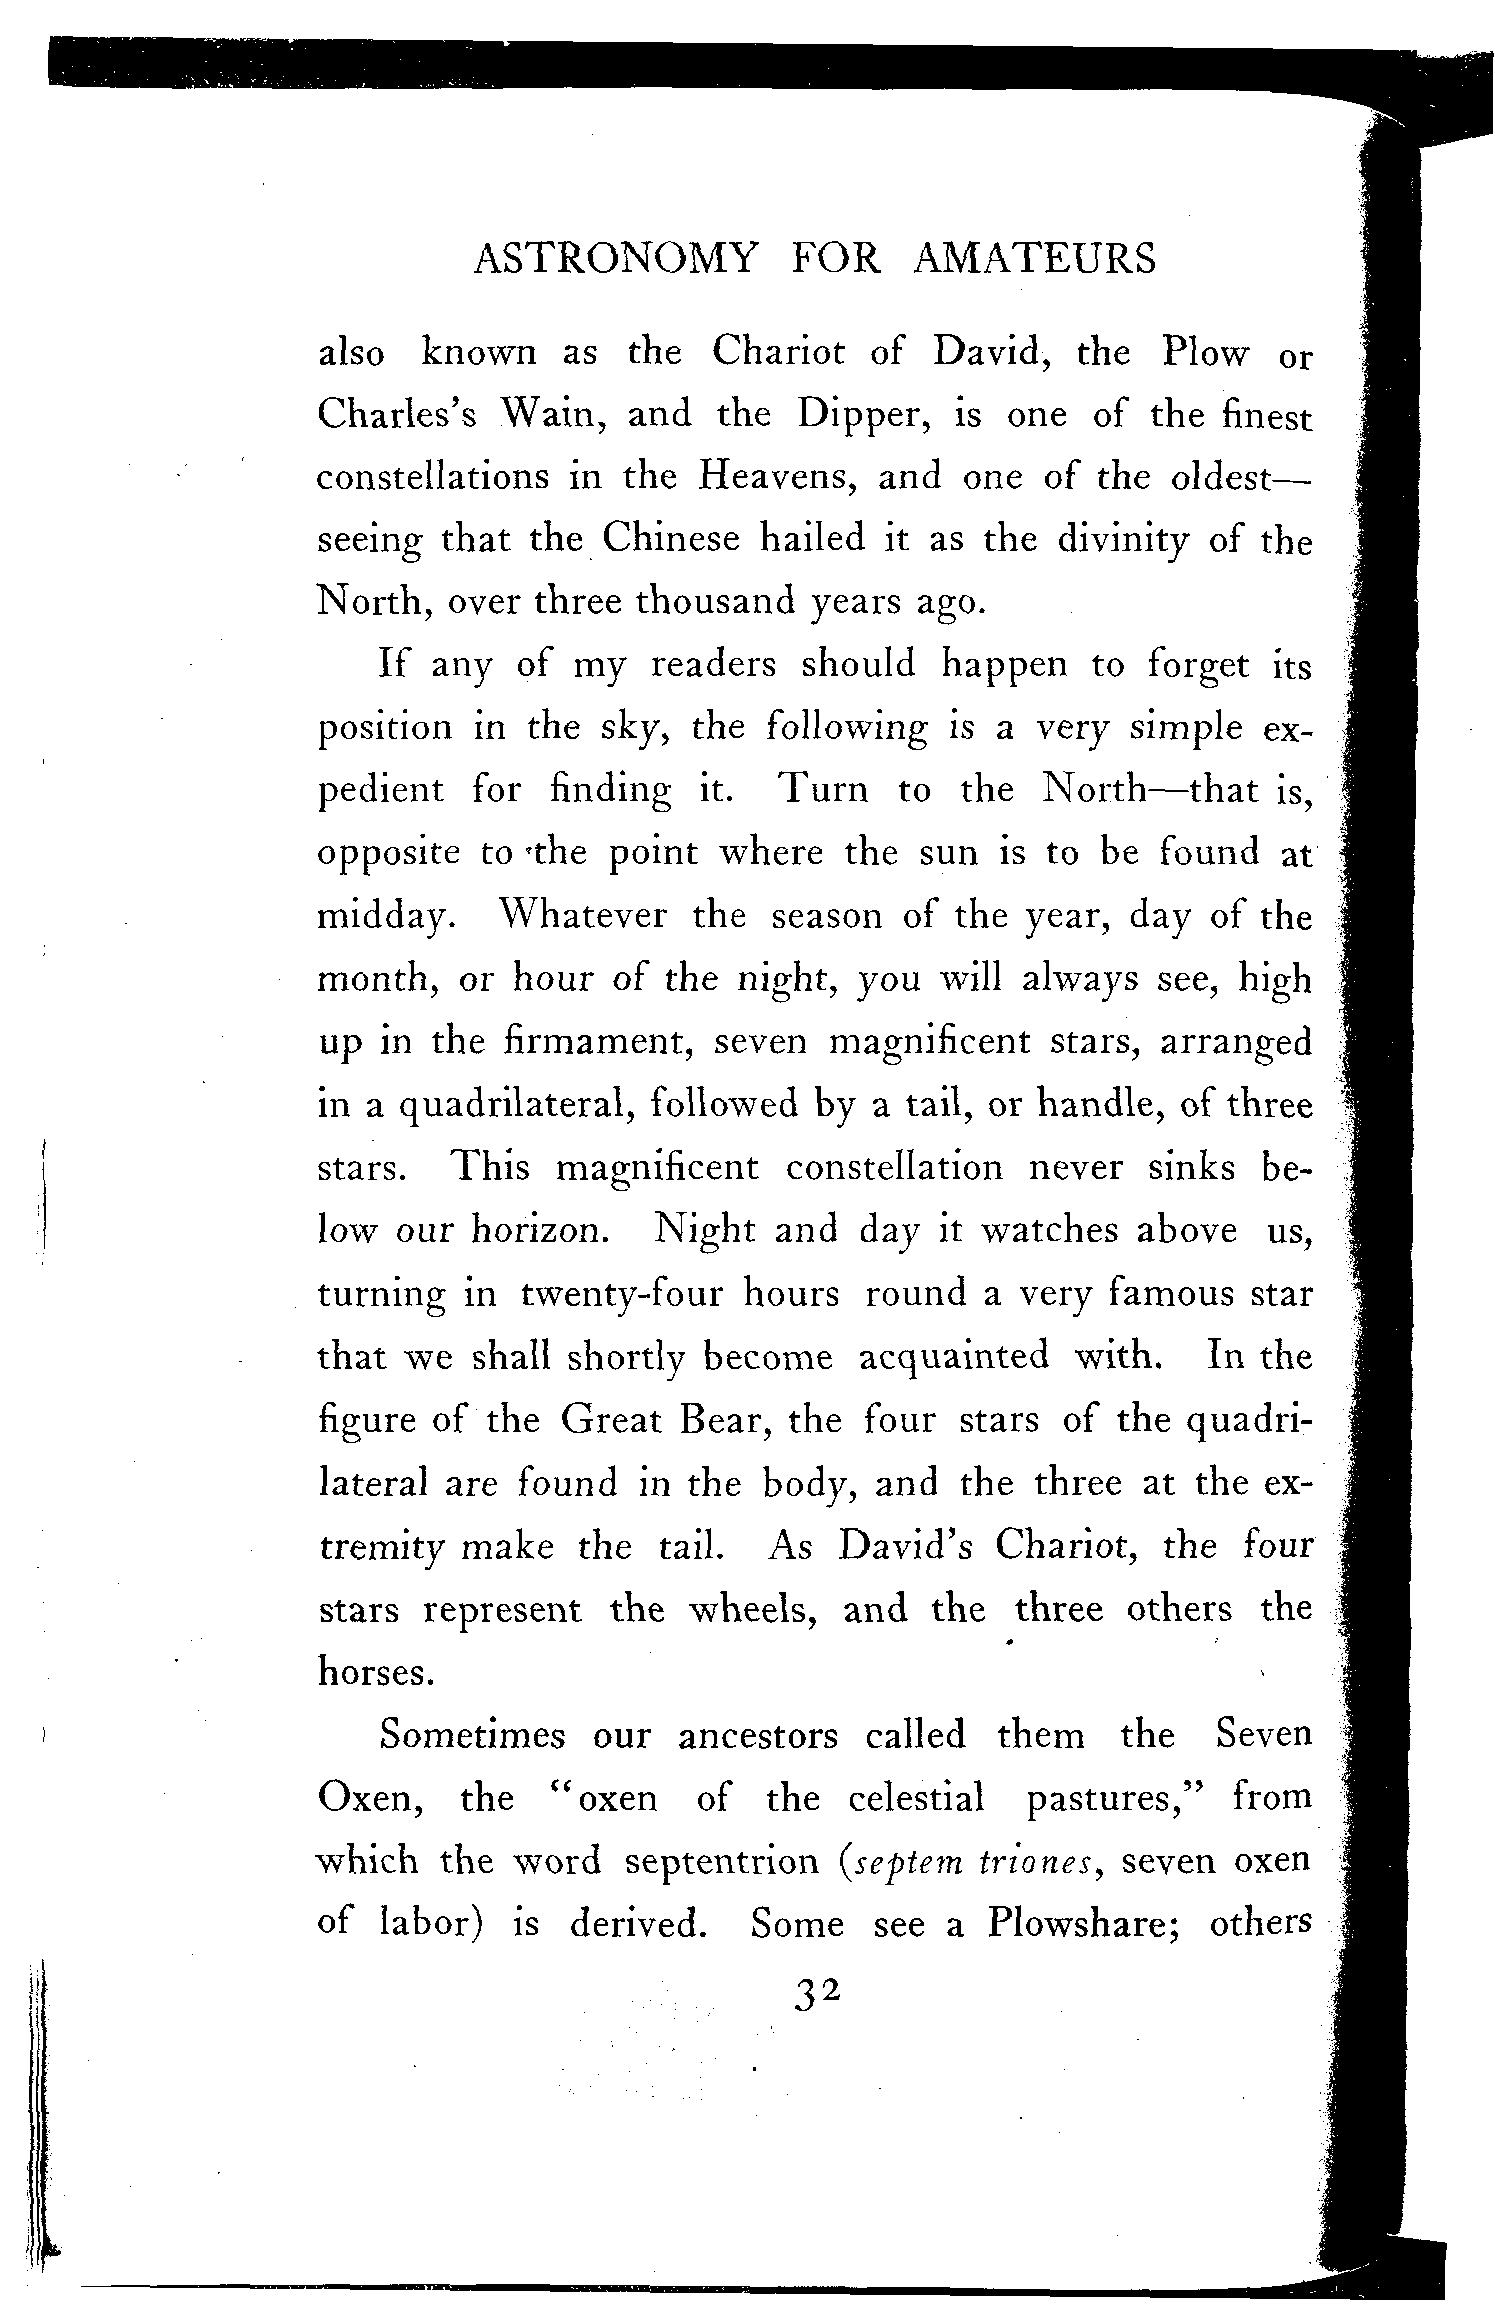 ASTRONOMY FOR AMATEURS
also known as the Chariot of David, the Plow or
Charles's Wain, and the Dipper, is one of the finest
constellations in the Heavens, and one of the oldest—
seeing that the Chinese hailed it as the divinity of the
North, over three thousand years ago.
If any of my readers should happen to forget its
position in the sky, the following is a very simple ex-
pedient for finding it. Turn to the North—that is,
opposite to the point where the sun is to be found at
midday. Whatever the season of the year, day of the
month, or hour of the night, you will always see, high
up in the firmament, seven magnificent stars, arranged
in a quadrilateral, followed by a tail, or handle, of three
stars. This magnificent constellation never sinks be-
low our horizon. Night and day it watches above us,
turning in twenty-four hours round a very famous star
that we shall shortly become acquainted with. In the
figure of the Great Bear, the four stars of the quadri-
lateral are found in the body, and the three at the ex-
tremity make the tail. As David's Chariot, the four
stars represent the wheels, and the three others the
horses.
Sometimes our ancestors called them the Seven
Oxen, the "oxen of the celestial pastures," from
which the word septentrion (septem triones, seven oxen
of labor) is derived. Some see a Plowshare; others
32